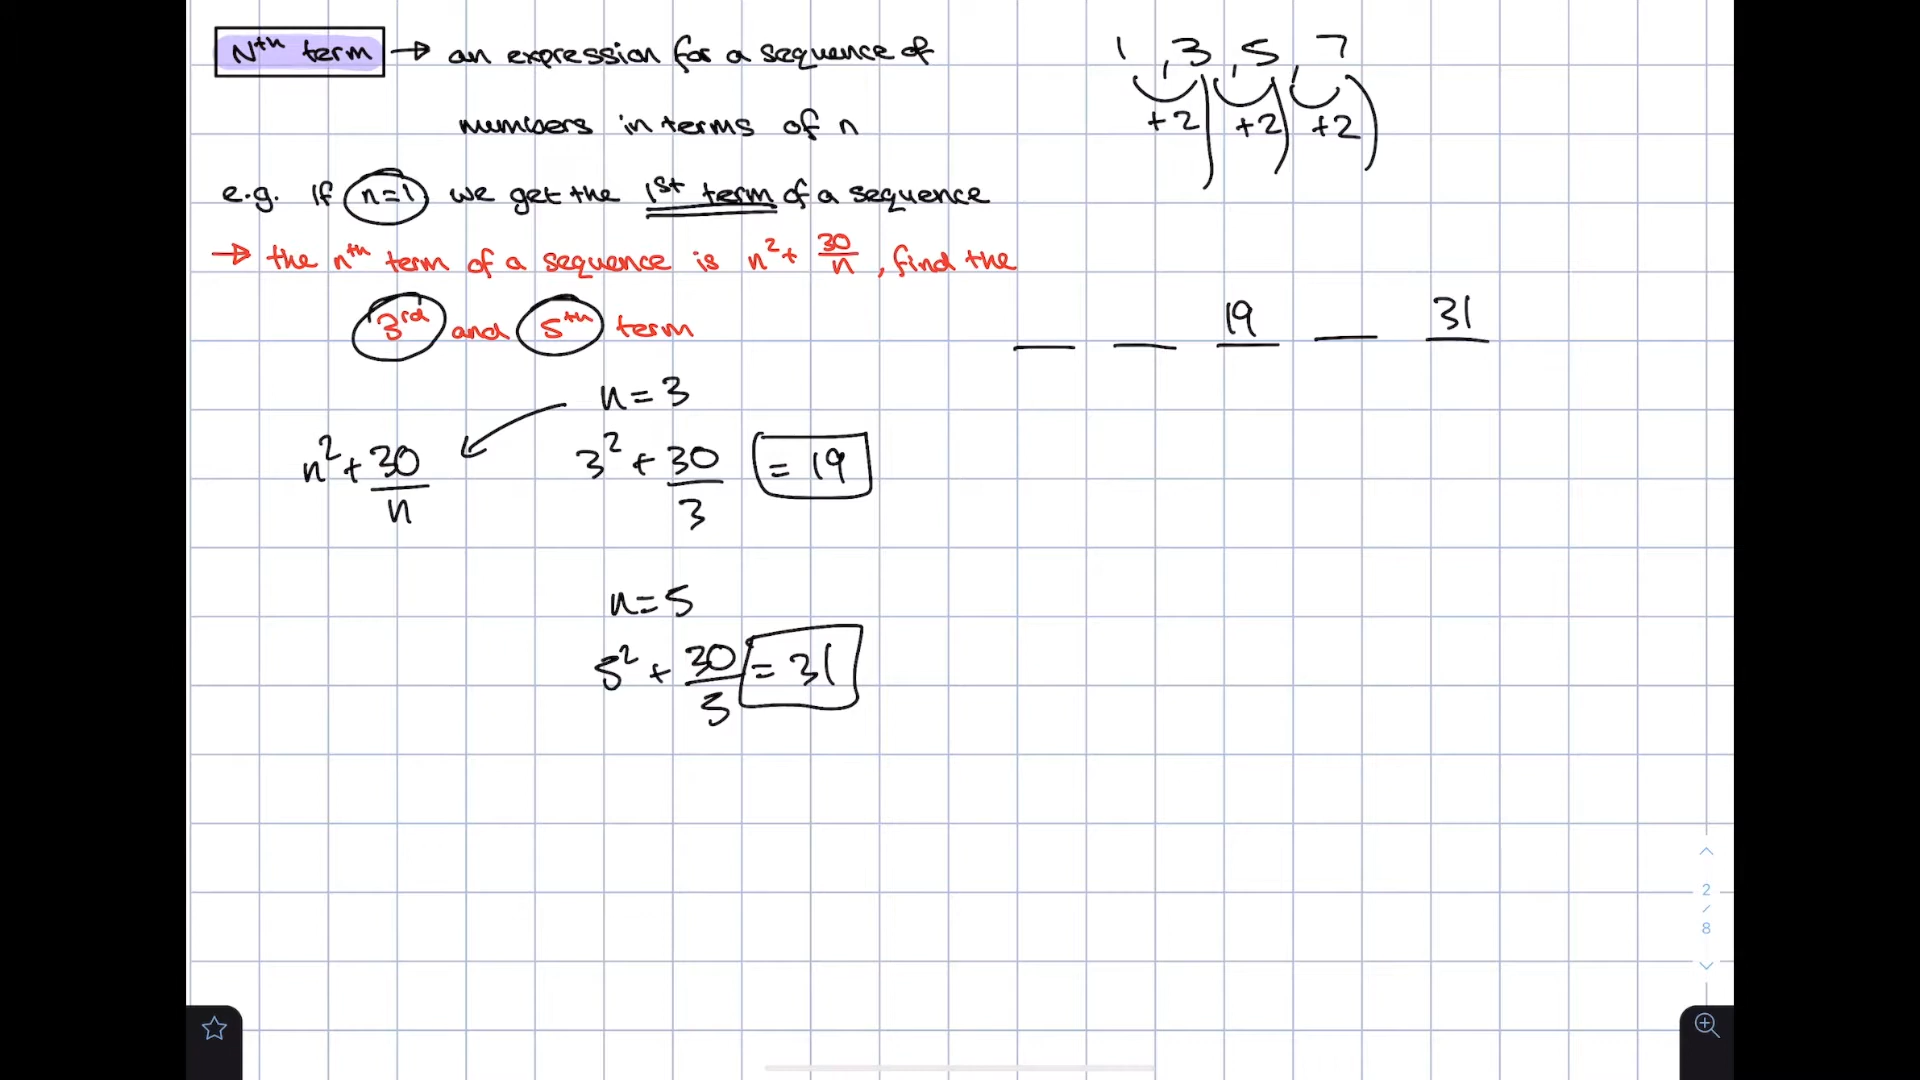 Nth term → an expression for a sequence of
numbers in terms of n
1, 3, 5, 7
+2 +2 +2
e.g. If n=1 we get the 1st term of a sequence
→ the nth term of a sequence is n² + 30/n, find the
3rd and 5th term
19 31
n = 3
n² + 30/n
3² + 30/3 = 19
n = 5
5² + 30/5 = 31
2
/
8